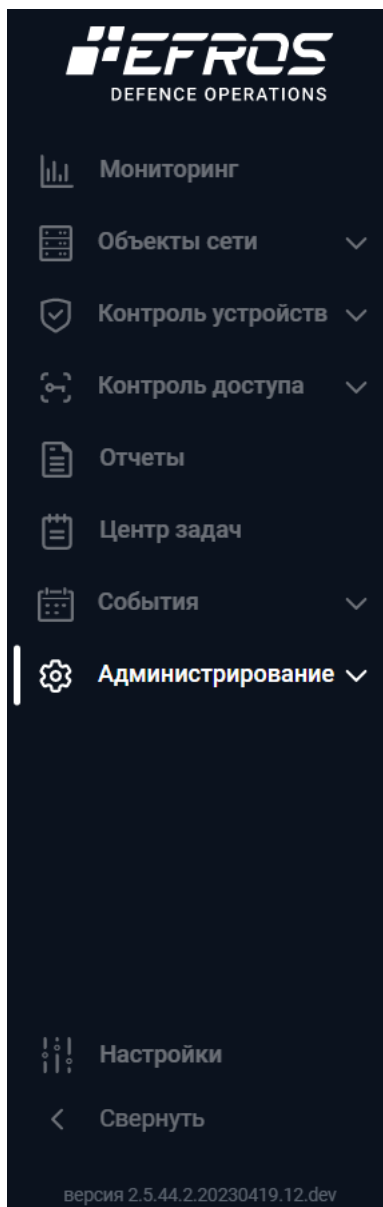 EFROS
DEFENCE OPERATIONS
Мониторинг
Объекты сети
Контроль устройств
Контроль доступа
Отчеты
Центр задач
События
Администрирование
Настройки
Свернуть
версия 2.5.44.2.20230419.12.dev